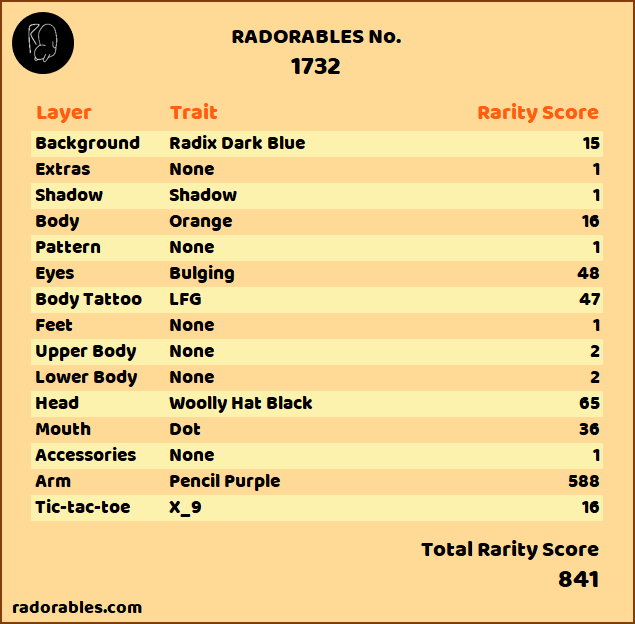 RADORABLES No.
1732
Layer Trait Rarity Score
Background Radix Dark Blue 15
Extras None 1
Shadow Shadow 1
Body Orange 16
Pattern None 1
Eyes Bulging 48
Body Tattoo LFG 47
Feet None 1
Upper Body None 2
Lower Body None 2
Head Woolly Hat Black 65
Mouth Dot 36
Accessories None 1
Arm Pencil Purple 588
Tic-tac-toe X_9 16
Total Rarity Score
841
radorables.com